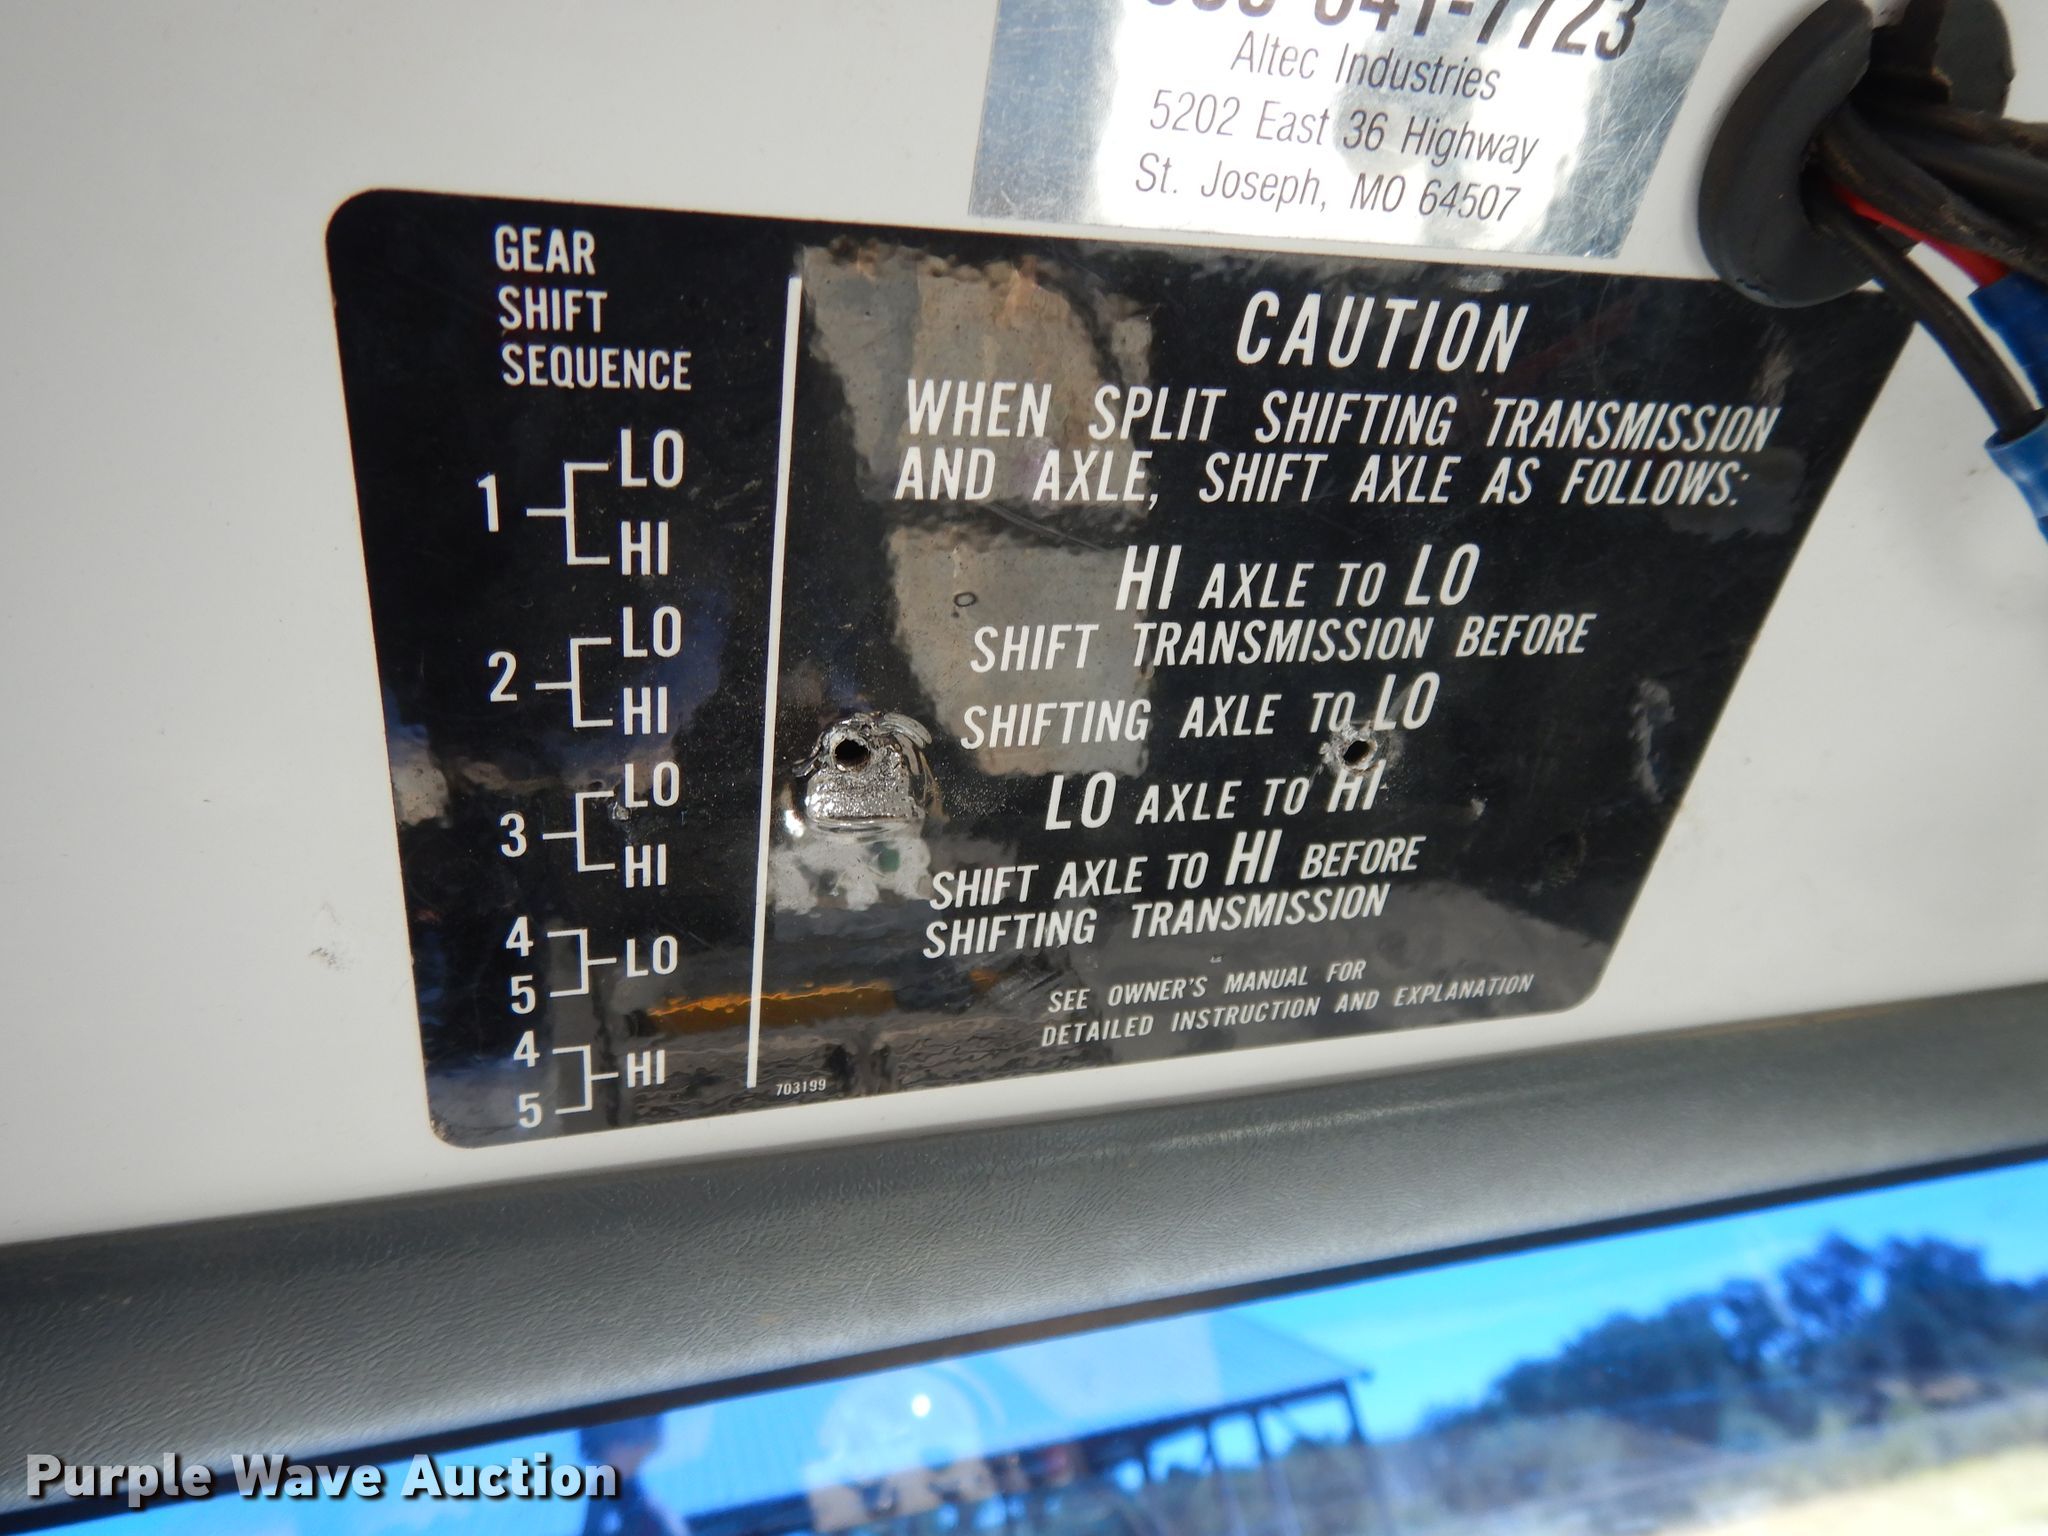 041-7723
Altec Industries
5202 East 36 Highway
St. Joseph, MO 64507
GEAR
SHIFT
SEQUENCE
1 LO
HI
2 LO
HI
3 LO
HI
4
5 LO
4
5 HI
703199
CAUTION
WHEN SPLIT SHIFTING TRANSMISSION
AND AXLE, SHIFT AXLE AS FOLLOWS:
HI AXLE TO LO
SHIFT TRANSMISSION BEFORE
SHIFTING AXLE TO LO
LO AXLE TO HI
SHIFT AXLE TO HI BEFORE
SHIFTING TRANSMISSION
SEE OWNER'S MANUAL FOR
DETAILED INSTRUCTION AND EXPLANATION
Purple Wave Auction